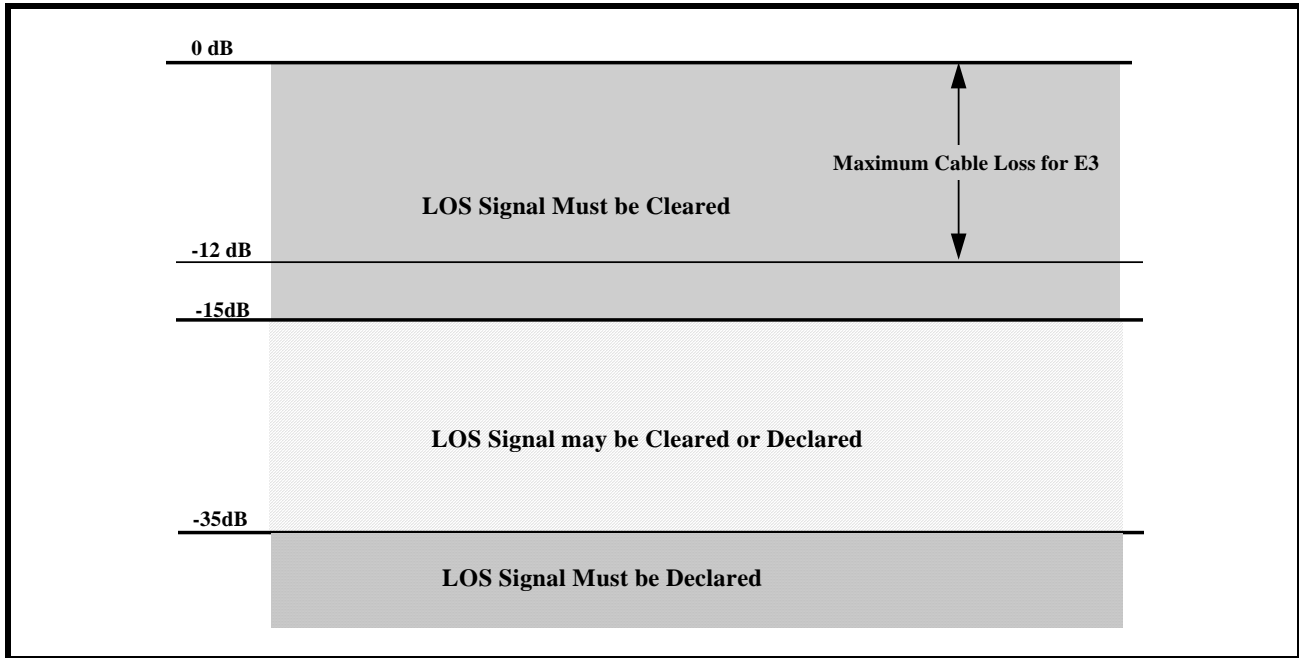 0 dB
Maximum Cable Loss for E3
LOS Signal Must be Cleared
-12 dB
-15dB
LOS Signal may be Cleared or Declared
-35dB
LOS Signal Must be Declared